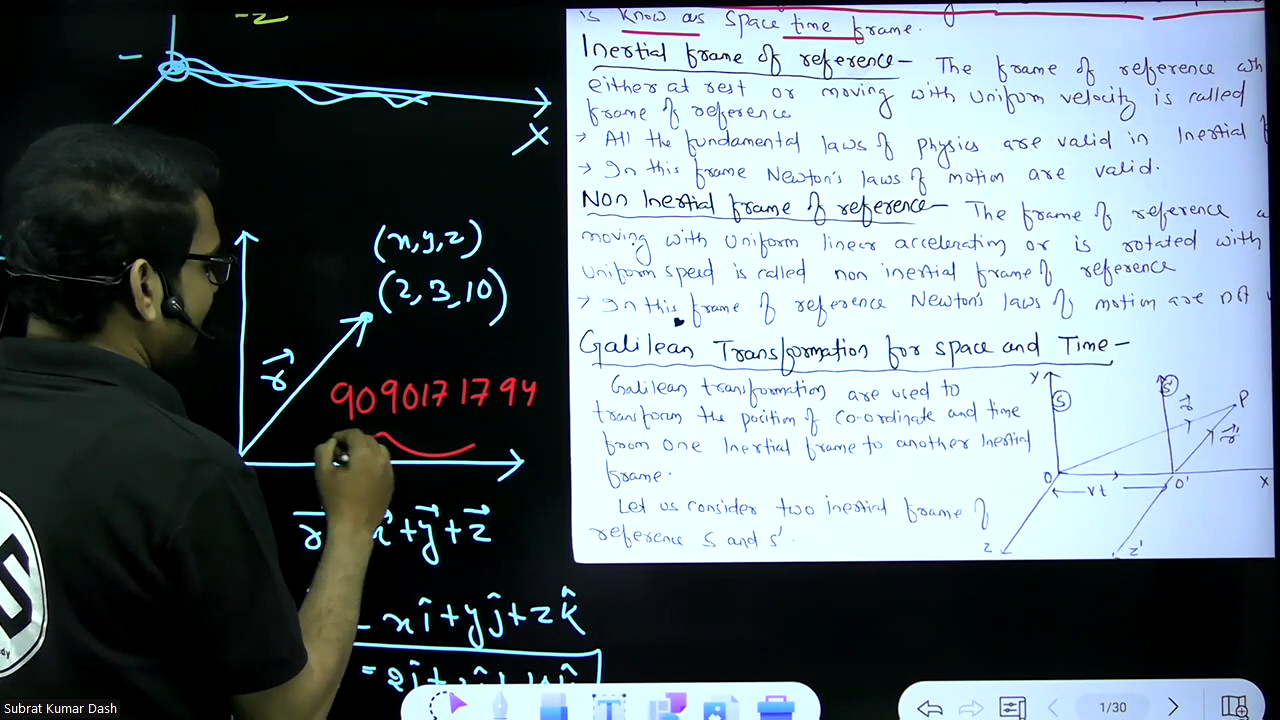 -z
-
X
(x,y,z)
(2,3,10)
r
9090171794
r x+y+z
- xî+yĵ+zk̂
= 2î+
is know as space time frame.
Inertial frame of reference- The frame of reference wh
either at rest or moving with uniform velocity is called
frame of reference
→ All the fundamental laws of physics are valid in Inertial f
→ In this frame Newton's laws of motion are valid.
Non Inertial frame of reference- The frame of reference a
moving with uniform linear acceleration or is rotated with
uniform speed is called non inertial frame of reference
→ In this frame of reference Newton's laws of motion are not v
Galilean Transformation for space and Time-
Galilean transformation are used to
transform the position of co-ordinate and time
from one Inertial frame to another Inertial
frame.
Let us consider two inertial frame of
reference S and S'.
Y
S
S'
r
P
r'
O
vt
O'
X
Z
Z'
Subrat Kumar Dash
1/30